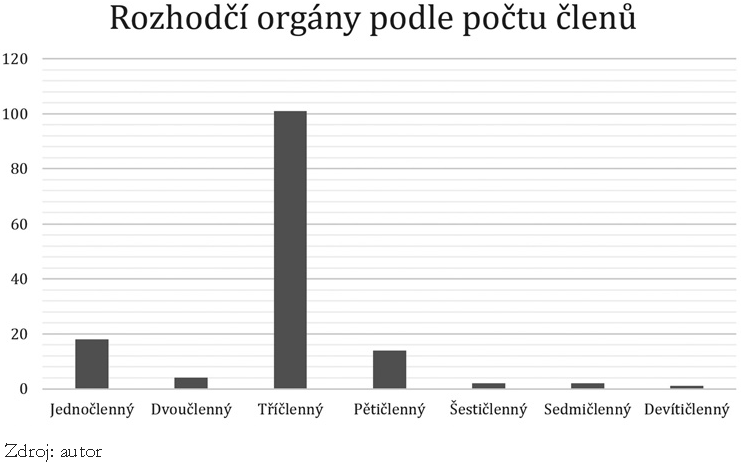 Rozhodčí orgány podle počtu členů
120
100
80
60
40
20
0
Jednočlenný Dvoučlenný Tříčlenný Pětičlenný Šestičlenný Sedmičlenný Devítičlenný
Zdroj: autor